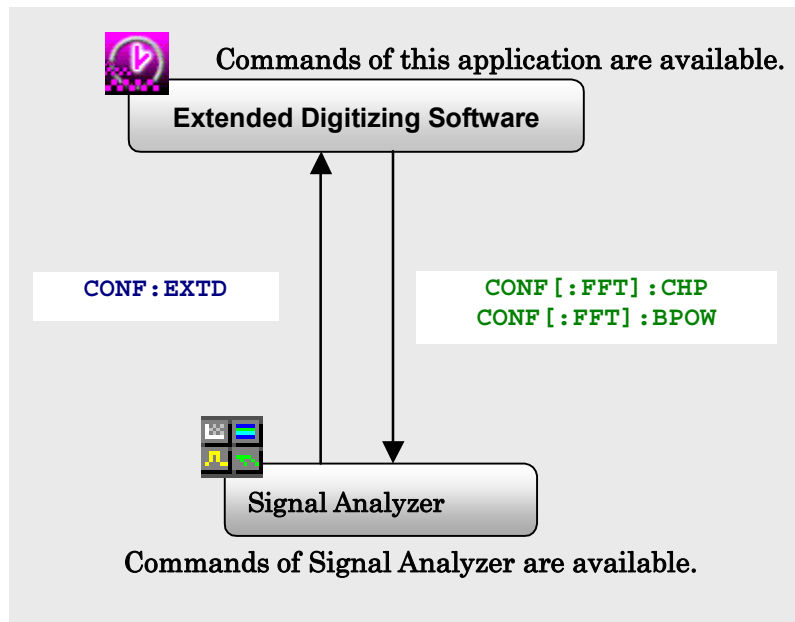 Commands of this application are available.
Extended Digitizing Software
CONF:EXTD
CONF[:FFT]:CHP
CONF[:FFT]:BPOW
Signal Analyzer
Commands of Signal Analyzer are available.